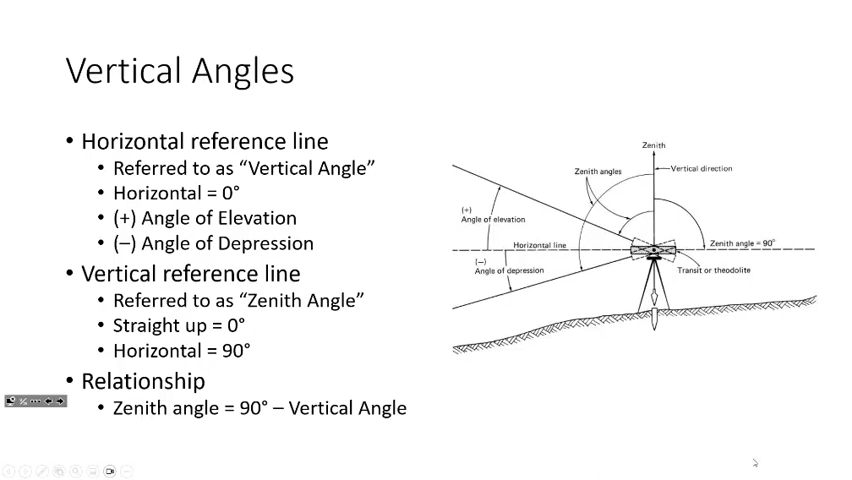 Vertical Angles
• Horizontal reference line
• Referred to as “Vertical Angle”
• Horizontal = 0°
• (+) Angle of Elevation
• (–) Angle of Depression
• Vertical reference line
• Referred to as “Zenith Angle”
• Straight up = 0°
• Horizontal = 90°
• Relationship
• Zenith angle = 90° – Vertical Angle
Zenith
Vertical direction
Zenith angles
(+)
Angle of elevation
Horizontal line
Zenith angle = 90°
(–)
Angle of depression
Transit or theodolite